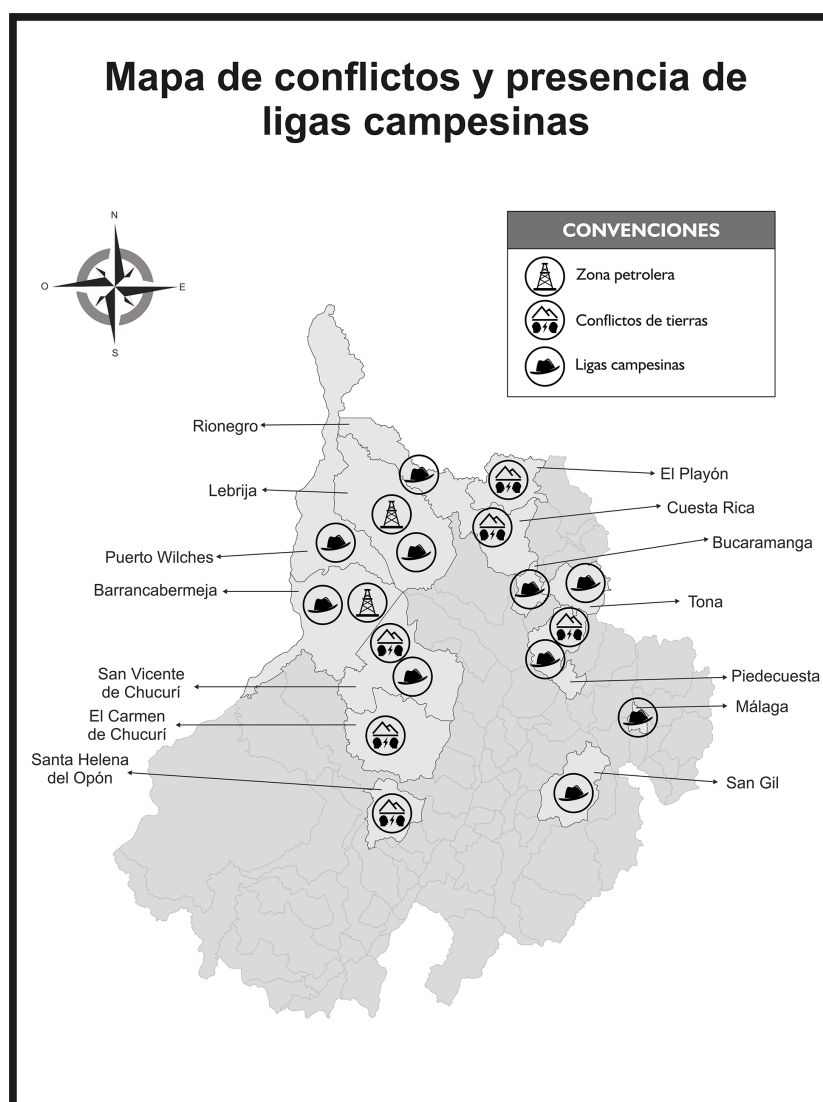 Mapa de conflictos y presencia de
ligas campesinas
N
O
E
S
CONVENCIONES
Zona petrolera
Conflictos de tierras
Ligas campesinas
Rionegro
Lebrija
Puerto Wilches
Barrancabermeja
San Vicente
de Chucurí
El Carmen
de Chucurí
Santa Helena
del Opón
El Playón
Cuesta Rica
Bucaramanga
Tona
Piedecuesta
Málaga
San Gil